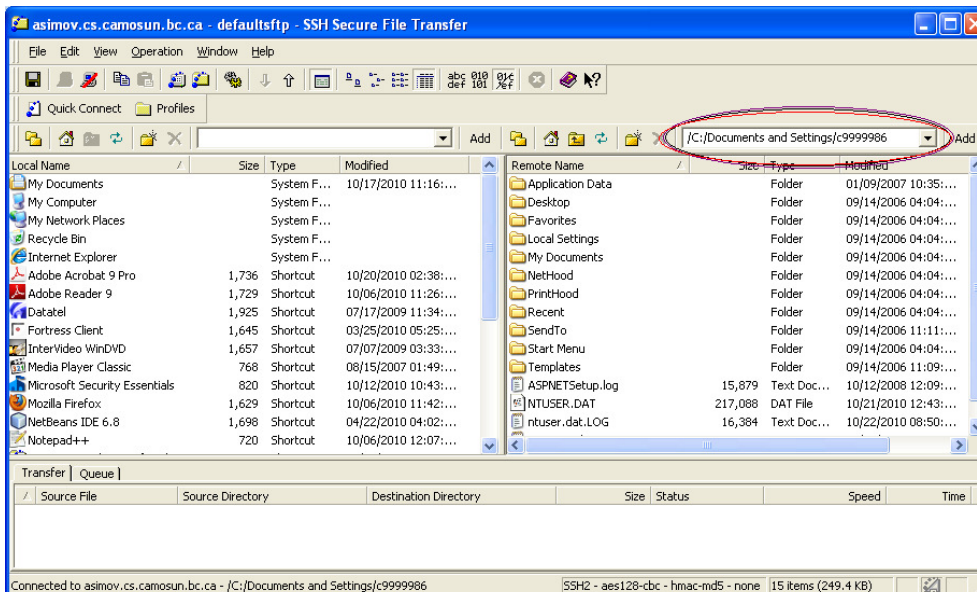 asimov.cs.camosun.bc.ca - defaultsftp - SSH Secure File Transfer
File Edit View Operation Window Help
abc def 010 101
Quick Connect Profiles
Add /C:/Documents and Settings/c9999986 Add
Local Name / Size Type Modified
Remote Name / Size Type Modified
My Documents System F... 10/17/2010 11:16:...
My Computer System F...
My Network Places System F...
Recycle Bin System F...
Internet Explorer System F...
Adobe Acrobat 9 Pro 1,736 Shortcut 10/20/2010 02:38:...
Adobe Reader 9 1,729 Shortcut 10/06/2010 11:26:...
Datatel 1,925 Shortcut 07/17/2009 11:34:...
Fortress Client 1,645 Shortcut 03/25/2010 05:25:...
InterVideo WinDVD 1,657 Shortcut 07/07/2009 03:33:...
Media Player Classic 768 Shortcut 08/15/2007 01:49:...
Microsoft Security Essentials 820 Shortcut 10/12/2010 10:43:...
Mozilla Firefox 1,629 Shortcut 10/06/2010 11:42:...
NetBeans IDE 6.8 1,698 Shortcut 04/22/2010 04:02:...
Notepad++ 720 Shortcut 10/06/2010 12:07:...
Application Data Folder 01/09/2007 10:35:...
Desktop Folder 09/14/2006 04:04:...
Favorites Folder 09/14/2006 04:04:...
Local Settings Folder 09/14/2006 04:04:...
My Documents Folder 09/14/2006 04:04:...
NetHood Folder 09/14/2006 04:04:...
PrintHood Folder 09/14/2006 04:04:...
Recent Folder 09/14/2006 04:04:...
SendTo Folder 09/14/2006 11:11:...
Start Menu Folder 09/14/2006 04:04:...
Templates Folder 09/14/2006 11:09:...
ASPNETSetup.log 15,879 Text Doc... 10/12/2008 12:09:...
NTUSER.DAT 217,088 DAT File 10/21/2010 12:43:...
ntuser.dat.LOG 16,384 Text Doc... 10/22/2010 08:50:...
Transfer Queue
/ Source File Source Directory Destination Directory Size Status Speed Time
Connected to asimov.cs.camosun.bc.ca - /C:/Documents and Settings/c9999986 SSH2 - aes128-cbc - hmac-md5 - none 15 items (249.4 KB)